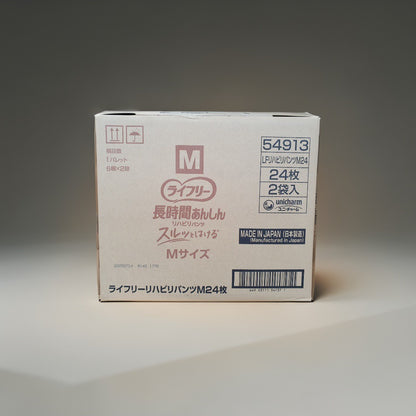 M
ライフリー
長時間あんしん
リハビリパンツ
スルッとはける
Mサイズ
54913
LFリハビリパンツM24
24枚
2袋入
unicharm
ユニ・チャーム
MADE IN JAPAN (日本製造)
(Manufactured in Japan)
ライフリーリハビリパンツM24枚